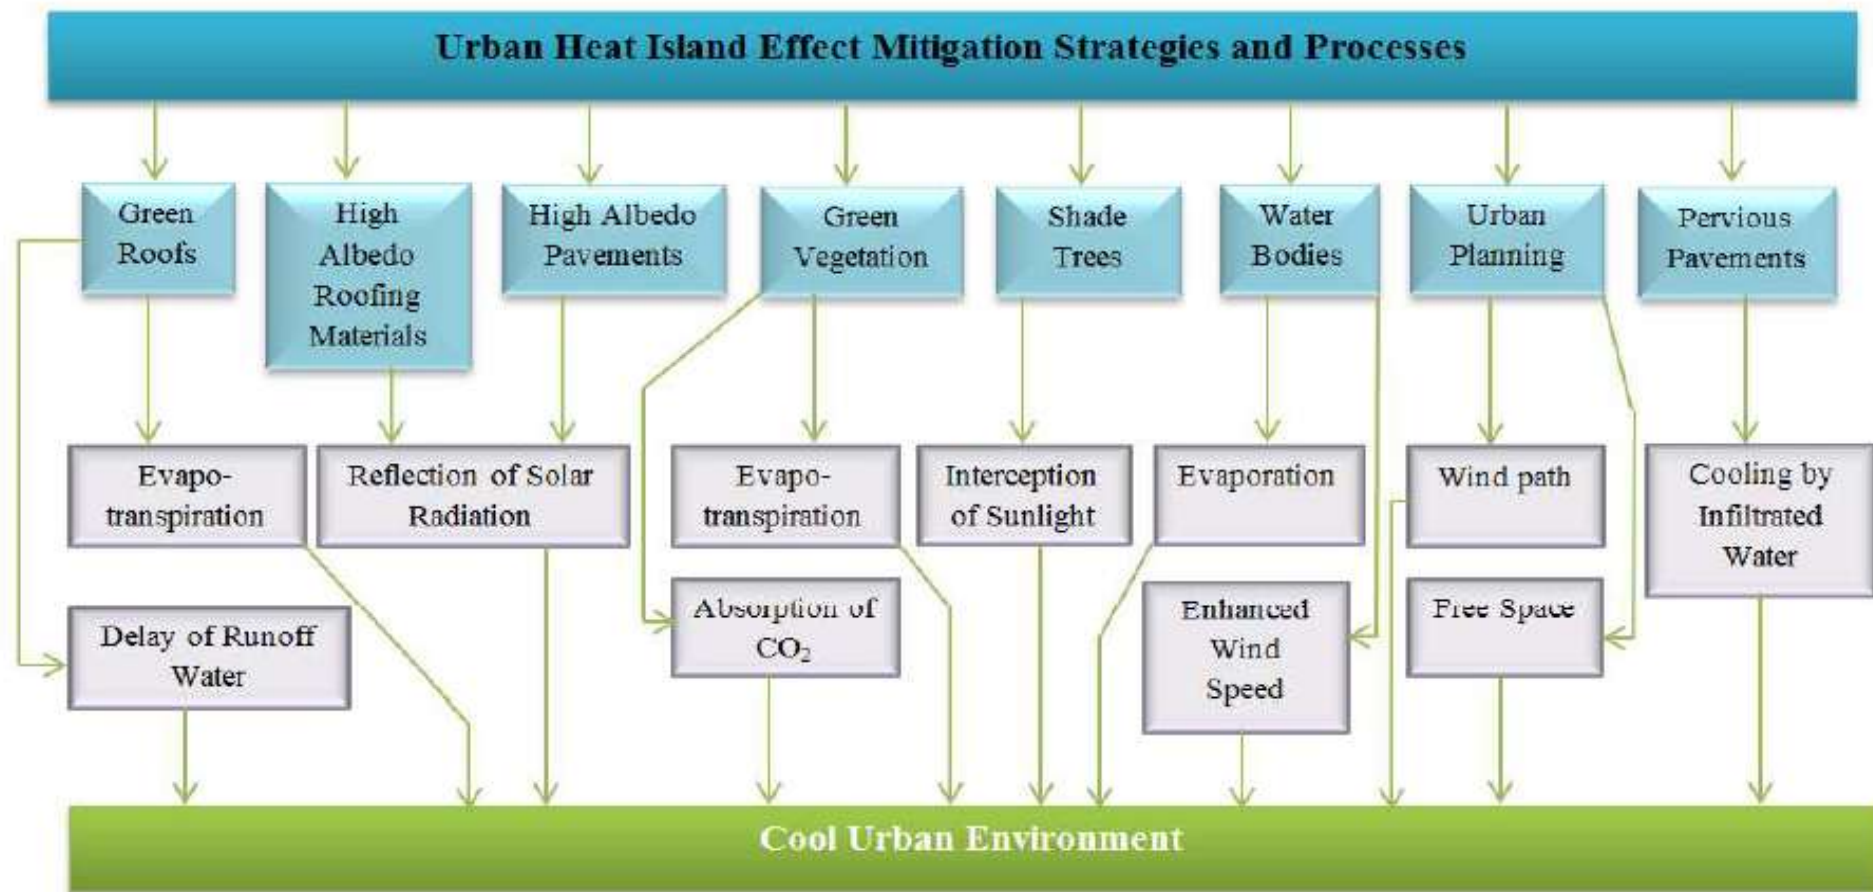 Urban Heat Island Effect Mitigation Strategies and Processes
Green
Roofs
High
Albedo
Roofing
Materials
High Albedo
Pavements
Green
Vegetation
Shade
Trees
Water
Bodies
Urban
Planning
Pervious
Pavements
Evapo-
transpiration
Reflection of Solar
Radiation
Evapo-
transpiration
Interception
of Sunlight
Evaporation
Wind path
Cooling by
Infiltrated
Water
Delay of Runoff
Water
Absorption of
CO₂
Enhanced
Wind
Speed
Free Space
Cool Urban Environment